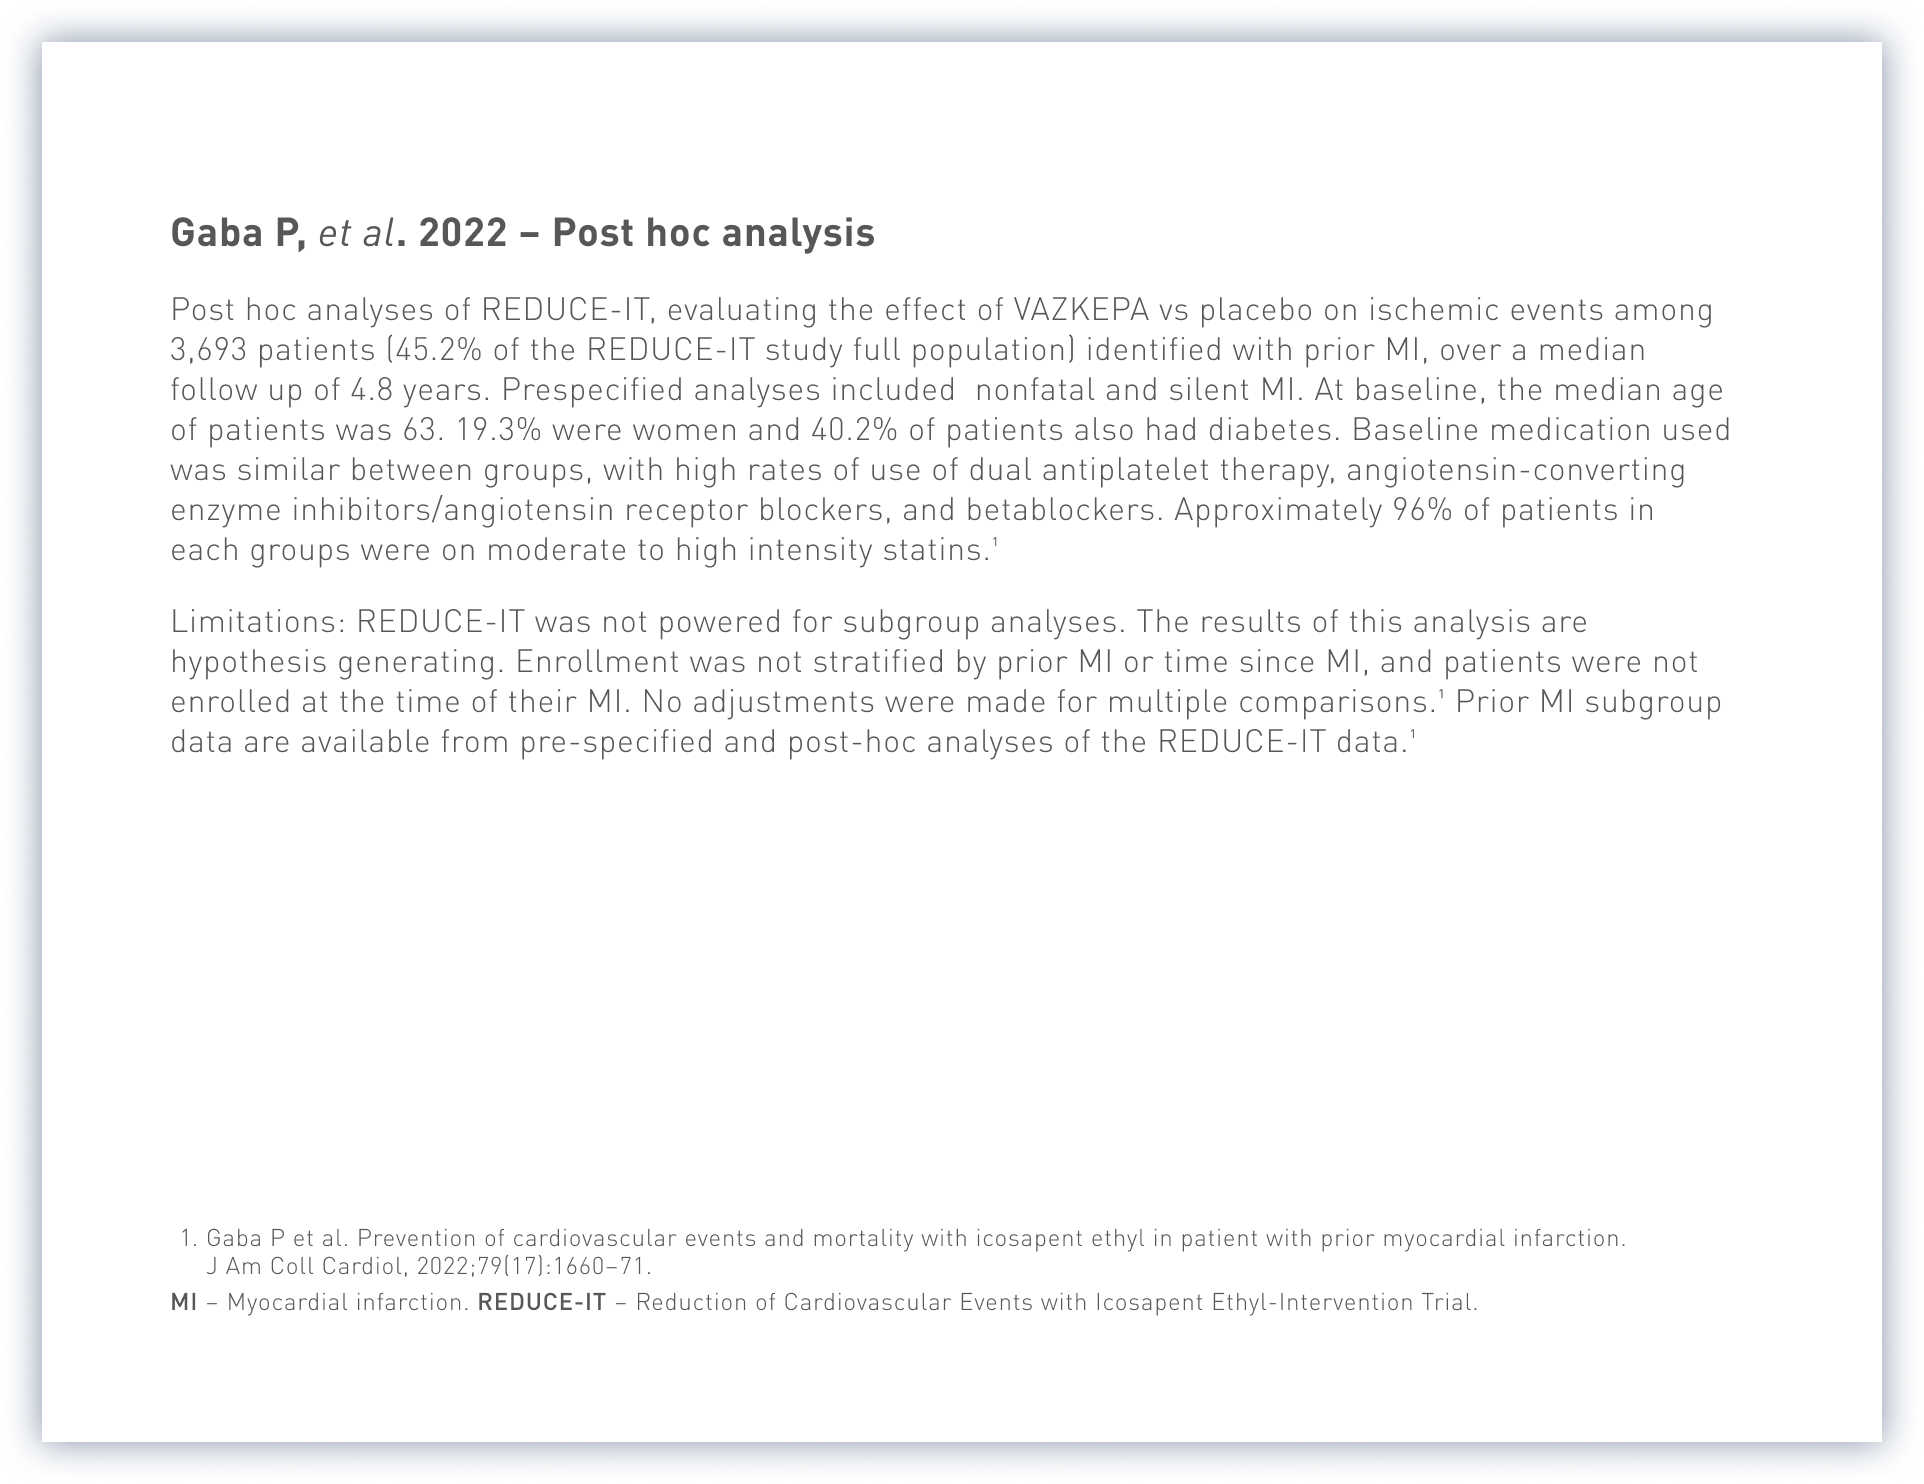 Gaba P, et al. 2022 – Post hoc analysis
Post hoc analyses of REDUCE-IT, evaluating the effect of VAZKEPA vs placebo on ischemic events among
3,693 patients (45.2% of the REDUCE-IT study full population) identified with prior MI, over a median
follow up of 4.8 years. Prespecified analyses included  nonfatal and silent MI. At baseline, the median age
of patients was 63. 19.3% were women and 40.2% of patients also had diabetes. Baseline medication used
was similar between groups, with high rates of use of dual antiplatelet therapy, angiotensin-converting
enzyme inhibitors/angiotensin receptor blockers, and betablockers. Approximately 96% of patients in
each groups were on moderate to high intensity statins.¹
Limitations: REDUCE-IT was not powered for subgroup analyses. The results of this analysis are
hypothesis generating. Enrollment was not stratified by prior MI or time since MI, and patients were not
enrolled at the time of their MI. No adjustments were made for multiple comparisons.¹ Prior MI subgroup
data are available from pre-specified and post-hoc analyses of the REDUCE-IT data.¹
1. Gaba P et al. Prevention of cardiovascular events and mortality with icosapent ethyl in patient with prior myocardial infarction.
J Am Coll Cardiol, 2022;79(17):1660–71.
MI – Myocardial infarction. REDUCE-IT – Reduction of Cardiovascular Events with Icosapent Ethyl-Intervention Trial.